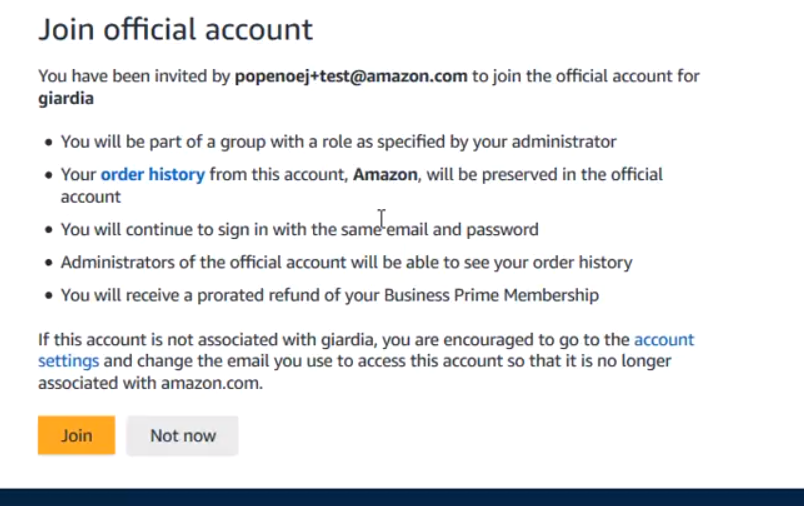 Join official account
You have been invited by popenoej+test@amazon.com to join the official account for
giardia
• You will be part of a group with a role as specified by your administrator
• Your order history from this account, Amazon, will be preserved in the official
account
• You will continue to sign in with the same email and password
• Administrators of the official account will be able to see your order history
• You will receive a prorated refund of your Business Prime Membership
If this account is not associated with giardia, you are encouraged to go to the account
settings and change the email you use to access this account so that it is no longer
associated with amazon.com.
Join
Not now